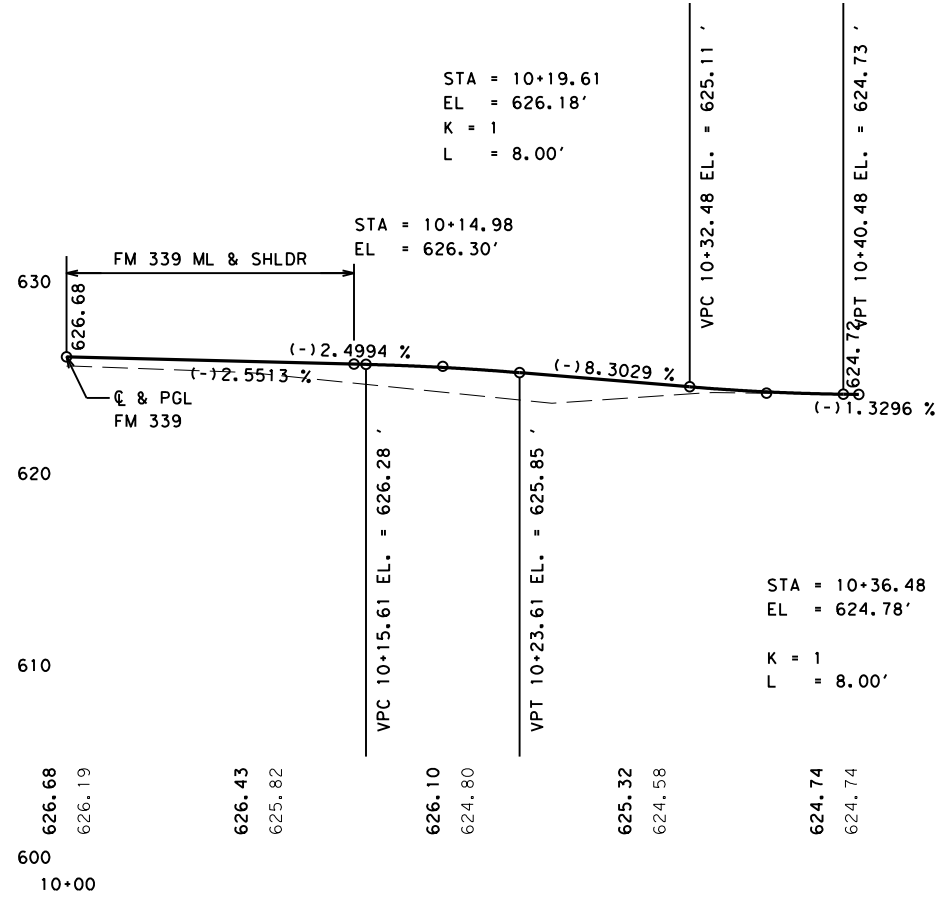 STA = 10+19.61
EL = 626.18'
K = 1
L = 8.00'
VPC 10+32.48 EL. = 625.11 '
VPT 10+40.48 EL. = 624.73 '
STA = 10+14.98
EL = 626.30'
FM 339 ML & SHLDR
630
626.68
(-)2.4994 %
(-)2.5513 %
(-)8.3029 %
624.72
(-)1.3296 %
℄ & PGL
FM 339
620
VPC 10+15.61 EL. = 626.28 '
VPT 10+23.61 EL. = 625.85 '
STA = 10+36.48
EL = 624.78'
K = 1
L = 8.00'
610
626.68
626.19
626.43
625.82
626.10
624.80
625.32
624.58
624.74
624.74
600
10+00